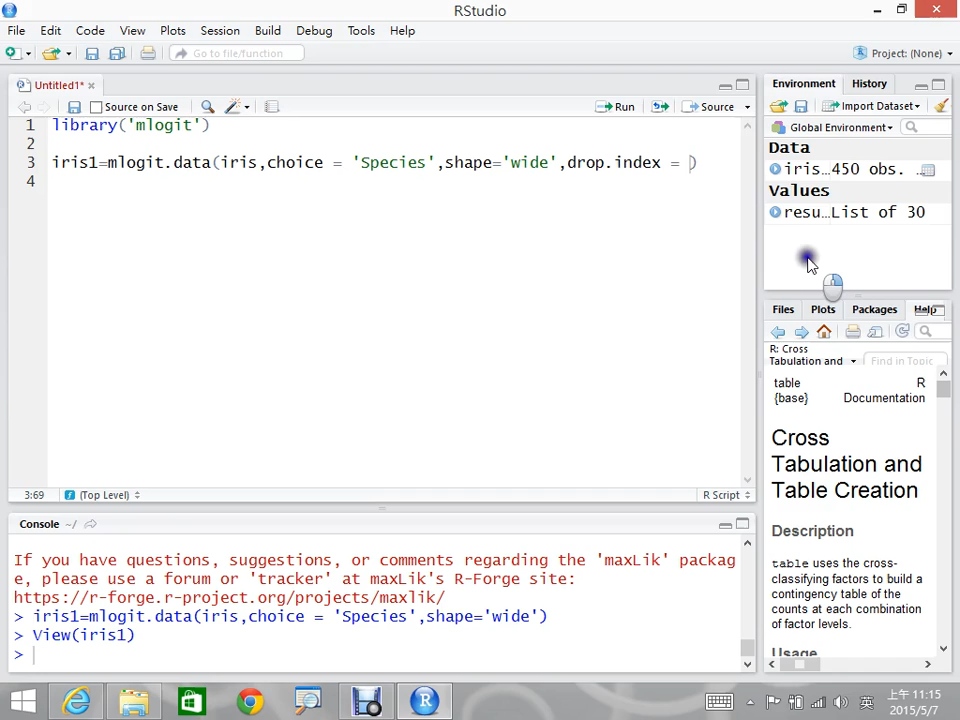 RStudio
File Edit Code View Plots Session Build Debug Tools Help
Go to file/function
Project: (None)
Untitled1*
Source on Save
Run
Source
1 library('mlogit')
2
3 iris1=mlogit.data(iris,choice = 'Species',shape='wide',drop.index = )
4
3:69
(Top Level)
R Script
Console ~/
If you have questions, suggestions, or comments regarding the 'maxLik' packag
e, please use a forum or 'tracker' at maxLik's R-Forge site:
https://r-forge.r-project.org/projects/maxlik/
> iris1=mlogit.data(iris,choice = 'Species',shape='wide')
> View(iris1)
>
Environment History
Import Dataset
Global Environment
Data
iris…450 obs.
Values
resu…List of 30
Files Plots Packages Help
R: Cross
Tabulation and
Find in Topic
table R
{base} Documentation
Cross
Tabulation and
Table Creation
Description
table uses the cross-
classifying factors to build a
contingency table of the
counts at each combination
of factor levels.
Usage
英
上午 11:15
2015/5/7